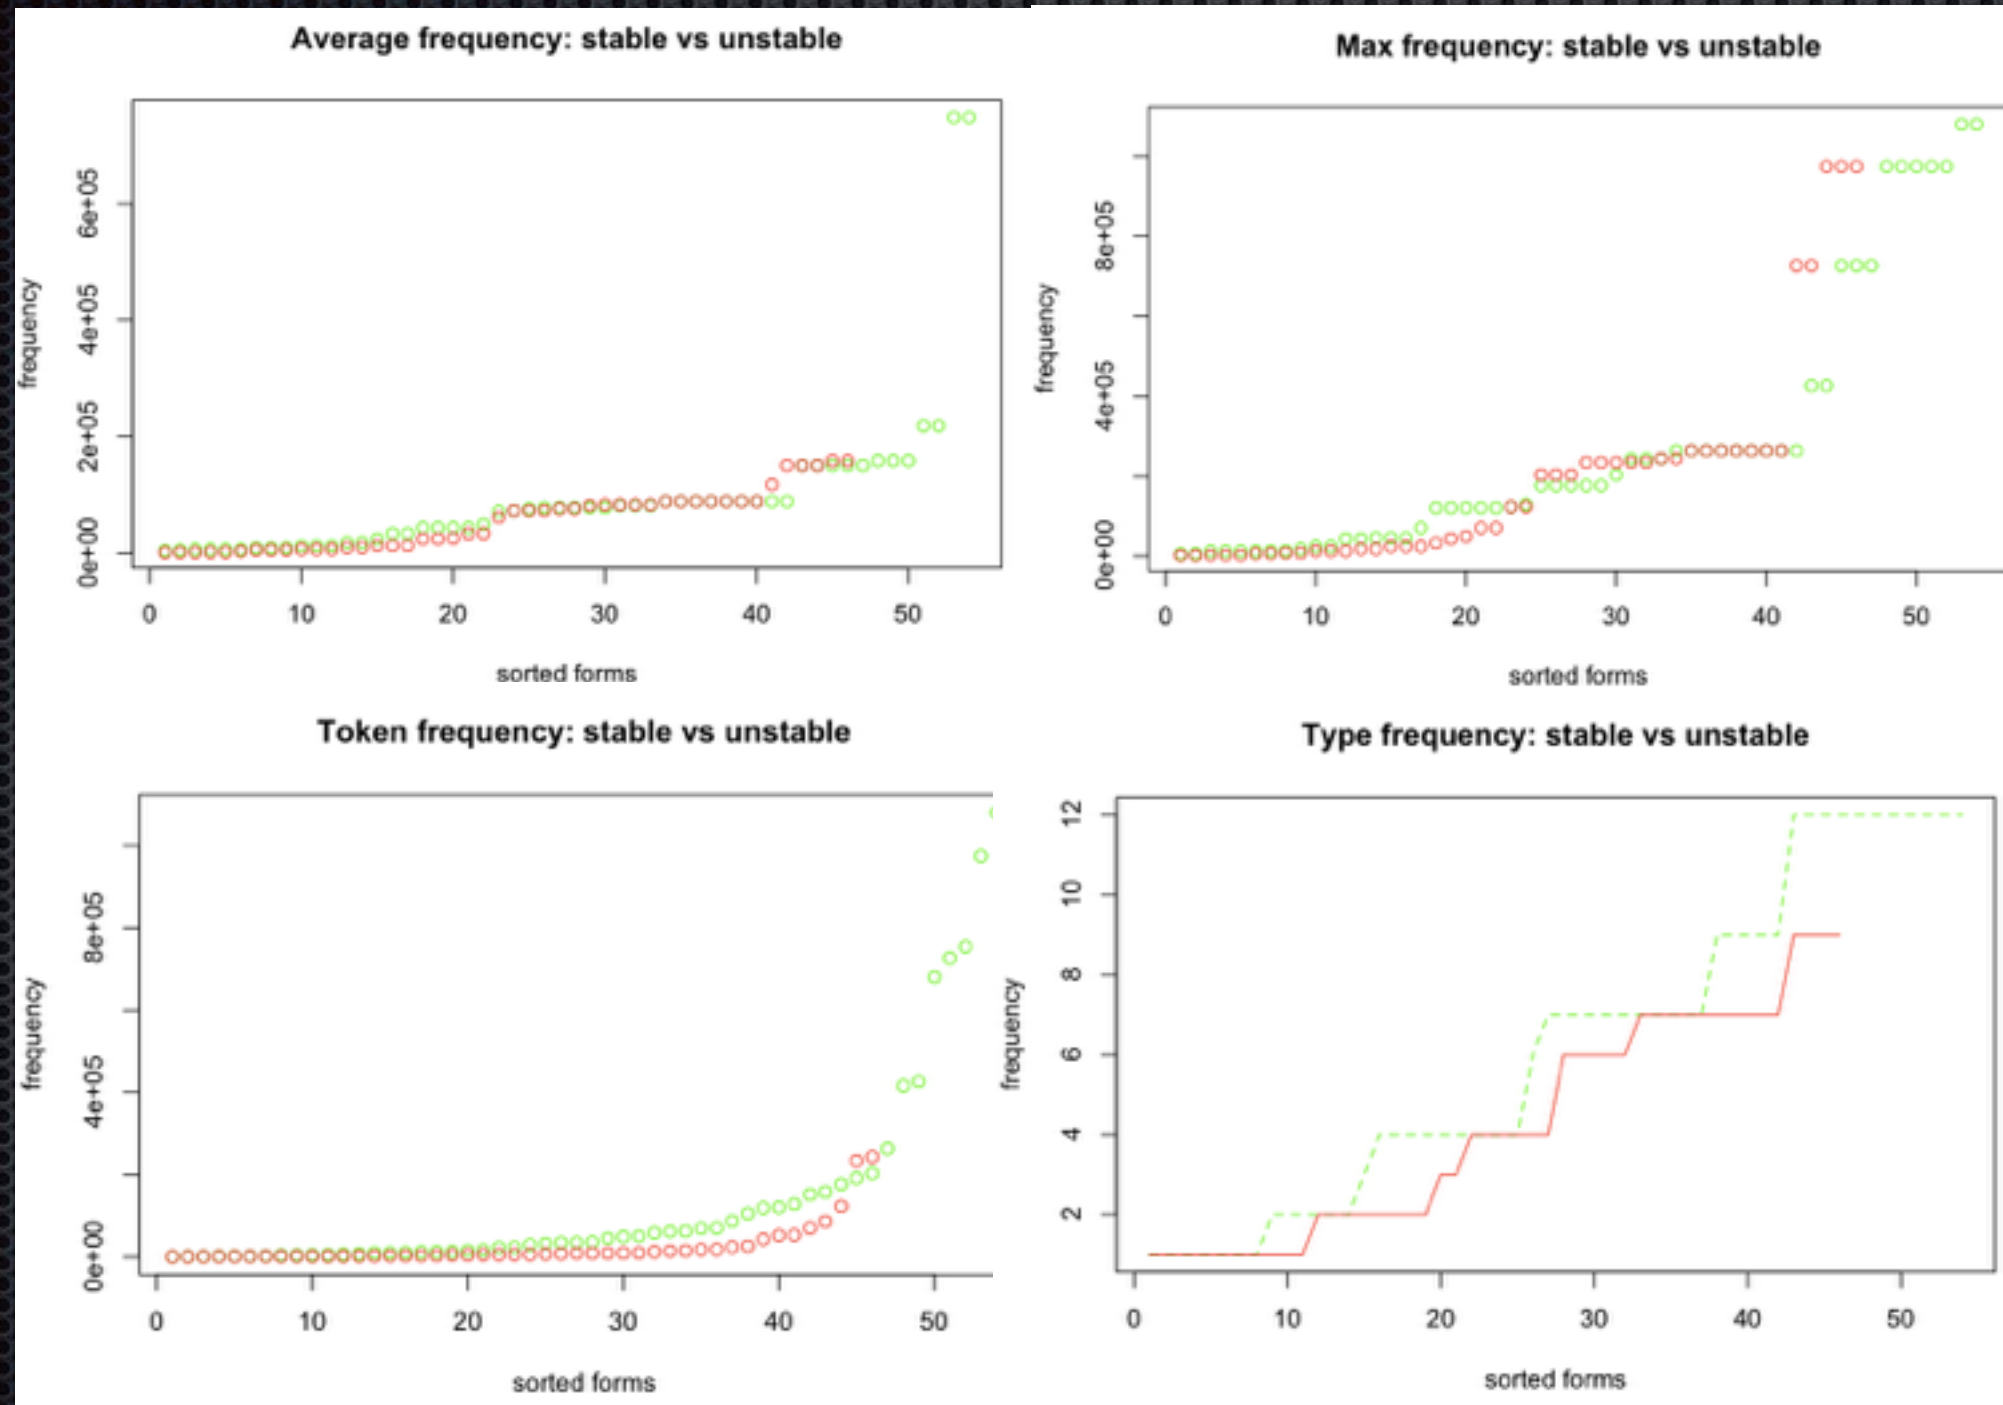 Average frequency: stable vs unstable
frequency
0e+00 2e+05 4e+05 6e+05
0 10 20 30 40 50
sorted forms
Max frequency: stable vs unstable
frequency
0e+00 4e+05 8e+05
0 10 20 30 40 50
sorted forms
Token frequency: stable vs unstable
frequency
0e+00 4e+05 8e+05
0 10 20 30 40 50
sorted forms
Type frequency: stable vs unstable
frequency
2 4 6 8 10 12
0 10 20 30 40 50
sorted forms